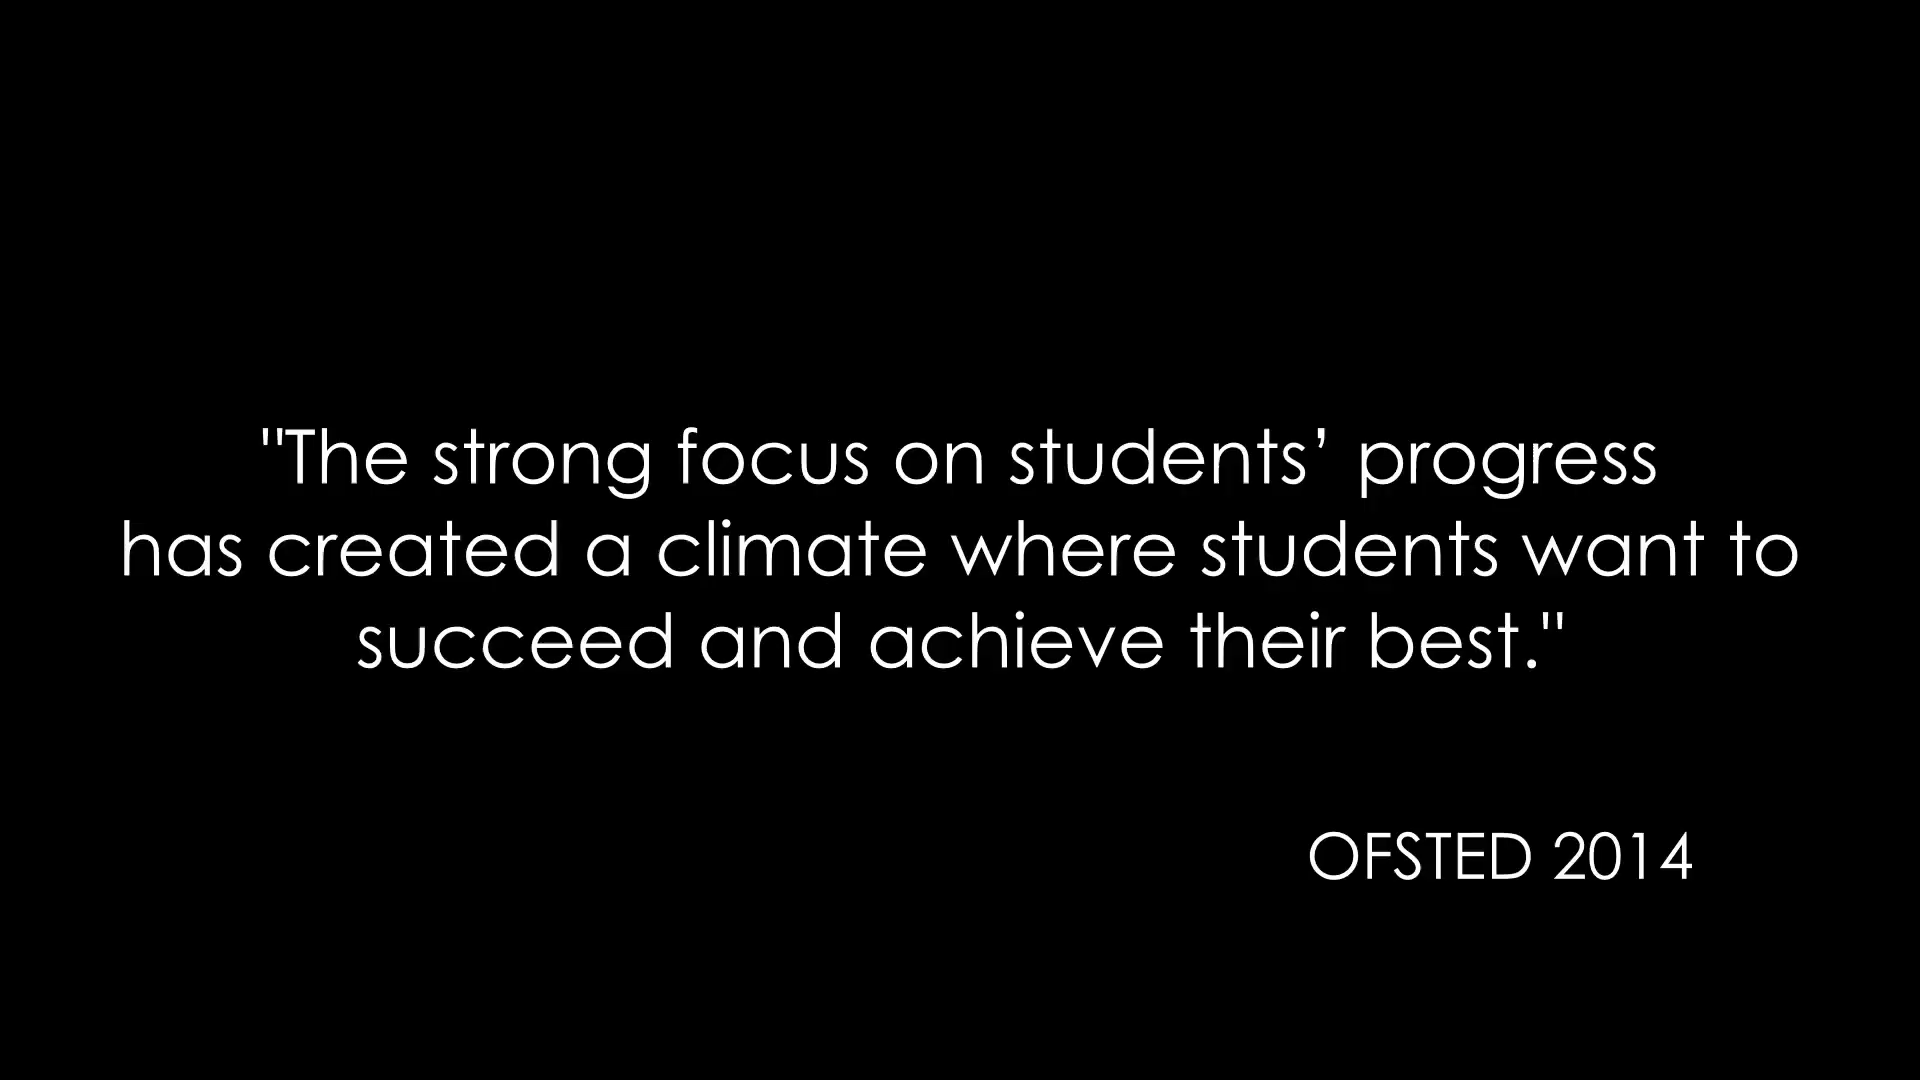 "The strong focus on students’ progress
has created a climate where students want to
succeed and achieve their best."
OFSTED 2014